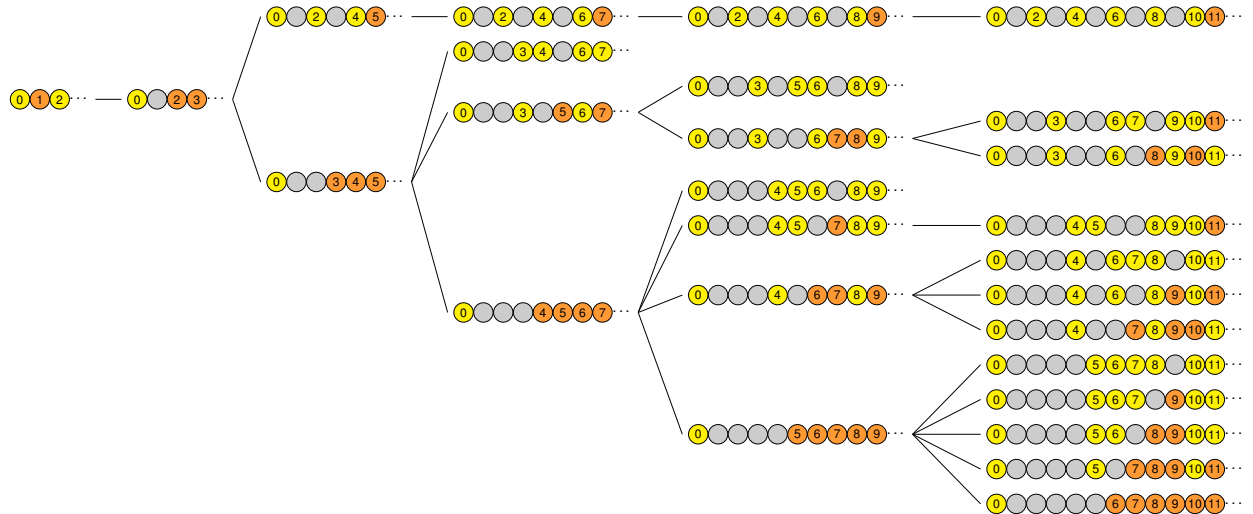 0 2 4 5 ...
0 2 4 6 7 ...
0 2 4 6 8 9 ...
0 2 4 6 8 10 11 ...
0 3 4 6 7 ...
0 3 5 6 8 9 ...
0 1 2 ...
0 2 3 ...
0 3 5 6 7 ...
0 3 6 7 9 10 11 ...
0 3 6 7 8 9 ...
0 3 6 8 9 10 11 ...
0 3 4 5 ...
0 4 5 6 8 9 ...
0 4 5 7 8 9 ...
0 4 5 8 9 10 11 ...
0 4 6 7 8 10 11 ...
0 4 6 7 8 9 ...
0 4 6 8 9 10 11 ...
0 4 5 6 7 ...
0 4 7 8 9 10 11 ...
0 5 6 7 8 10 11 ...
0 5 6 7 9 10 11 ...
0 5 6 7 8 9 ...
0 5 6 8 9 10 11 ...
0 5 7 8 9 10 11 ...
0 6 7 8 9 10 11 ...